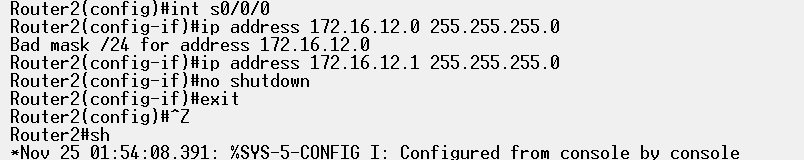 Router2(config)#int s0/0/0
Router2(config-if)#ip address 172.16.12.0 255.255.255.0
Bad mask /24 for address 172.16.12.0
Router2(config-if)#ip address 172.16.12.1 255.255.255.0
Router2(config-if)#no shutdown
Router2(config-if)#exit
Router2(config)#^Z
Router2#sh
*Nov 25 01:54:08.391: %SYS-5-CONFIG_I: Configured from console by console